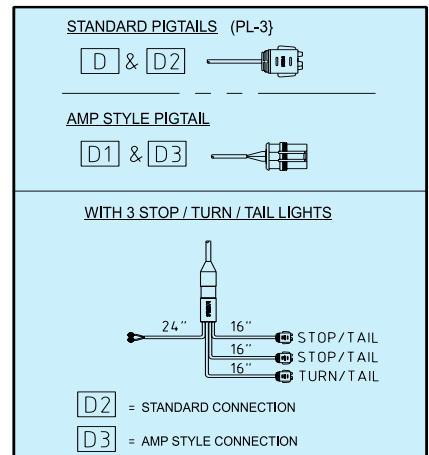 STANDARD PIGTAILS (PL-3}
D & D2
AMP STYLE PIGTAIL
D1 & D3
WITH 3 STOP / TURN / TAIL LIGHTS
24" 16" STOP/TAIL
16" STOP/TAIL
16" TURN/TAIL
D2 = STANDARD CONNECTION
D3 = AMP STYLE CONNECTION